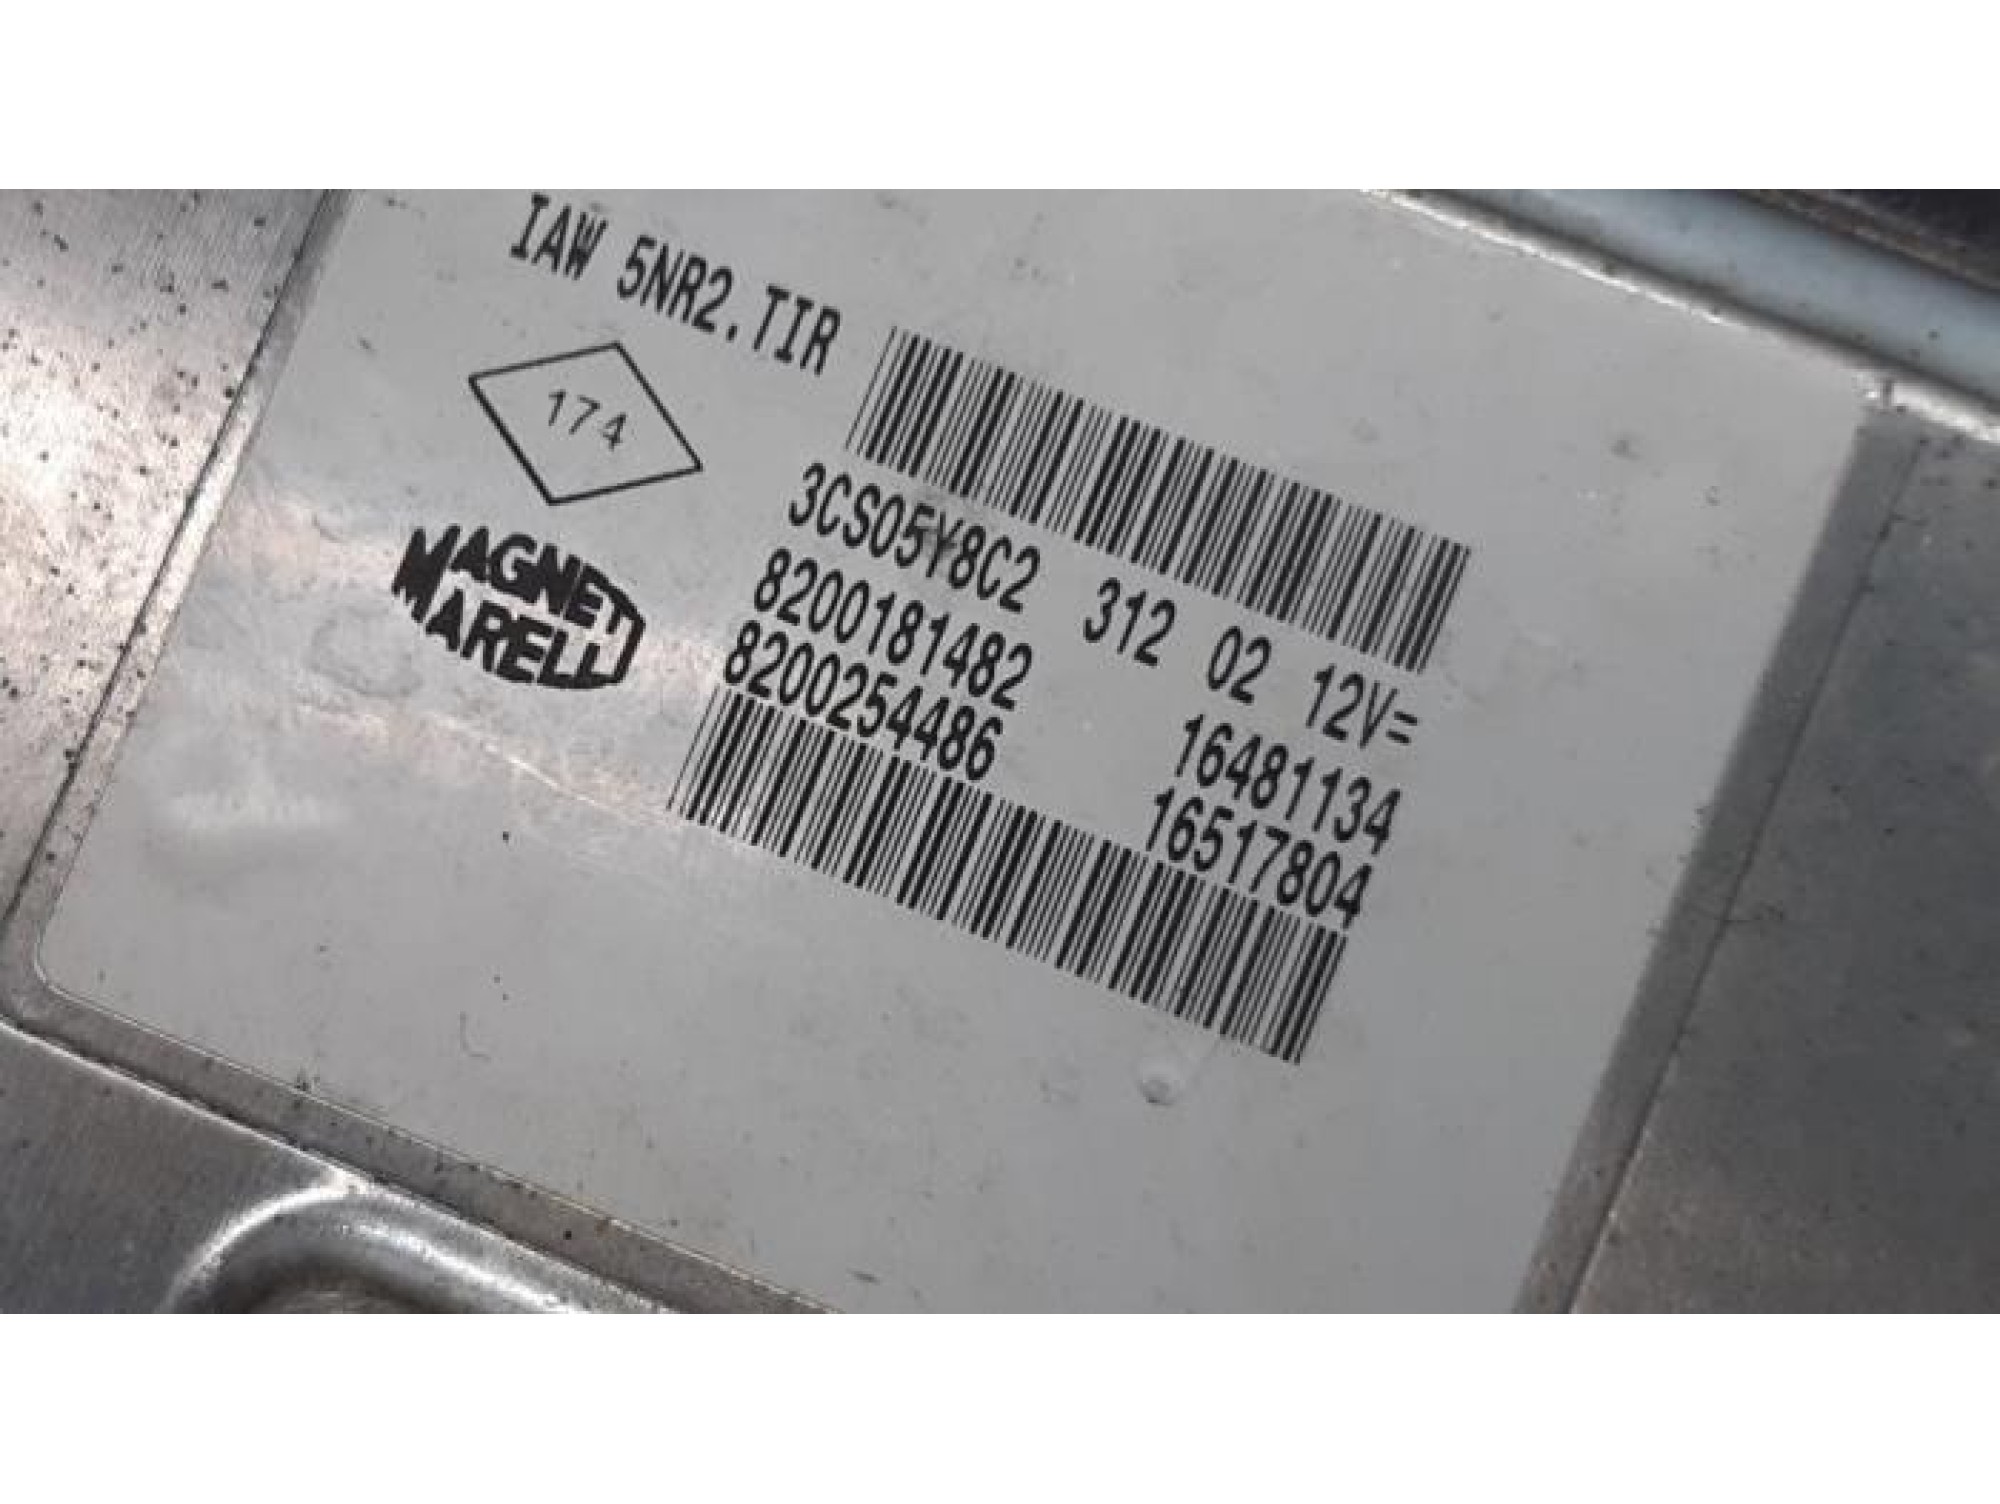 IAW 5NR2.TIR
174
MAGNETI
MARELLI
3CS05Y8C2 312 02 12V=
8200181482 16481134
8200254486 16517804